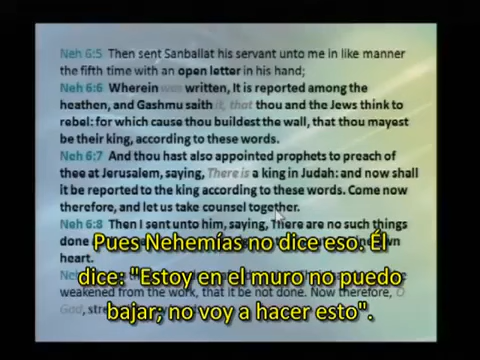 Neh 6:5 Then sent Sanballat his servant unto me in like manner
the fifth time with an open letter in his hand;
Neh 6:6 Wherein was written, It is reported among the
heathen, and Gashmu saith it, that thou and the Jews think to
rebel: for which cause thou buildest the wall, that thou mayest
be their king, according to these words.
Neh 6:7 And thou hast also appointed prophets to preach of
thee at Jerusalem, saying, There is a king in Judah: and now shall
it be reported to the king according to these words. Come now
therefore, and let us take counsel together.
Neh 6:8 Then I sent unto him, saying, There are no such things
done
Pues Nehemías no dice eso. Él
heart.
dice: "Estoy en el muro no puedo
weakened from the work, that it be not done. Now therefore, O
God,
bajar; no voy a hacer esto".